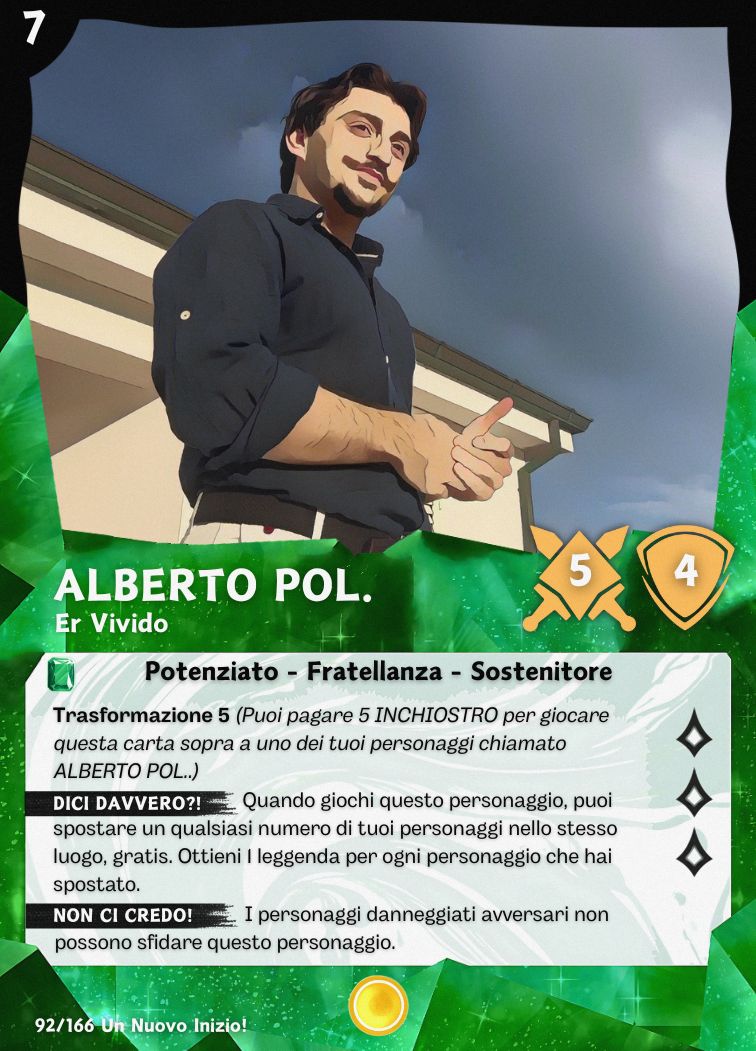 7
5
4
ALBERTO POL.
Er Vivido
Potenziato - Fratellanza - Sostenitore
Trasformazione 5 (Puoi pagare 5 INCHIOSTRO per giocare
questa carta sopra a uno dei tuoi personaggi chiamato
ALBERTO POL..)
DICI DAVVERO?! Quando giochi questo personaggio, puoi
spostare un qualsiasi numero di tuoi personaggi nello stesso
luogo, gratis. Ottieni 1 leggenda per ogni personaggio che hai
spostato.
NON CI CREDO! I personaggi danneggiati avversari non
possono sfidare questo personaggio.
92/166 Un Nuovo Inizio!